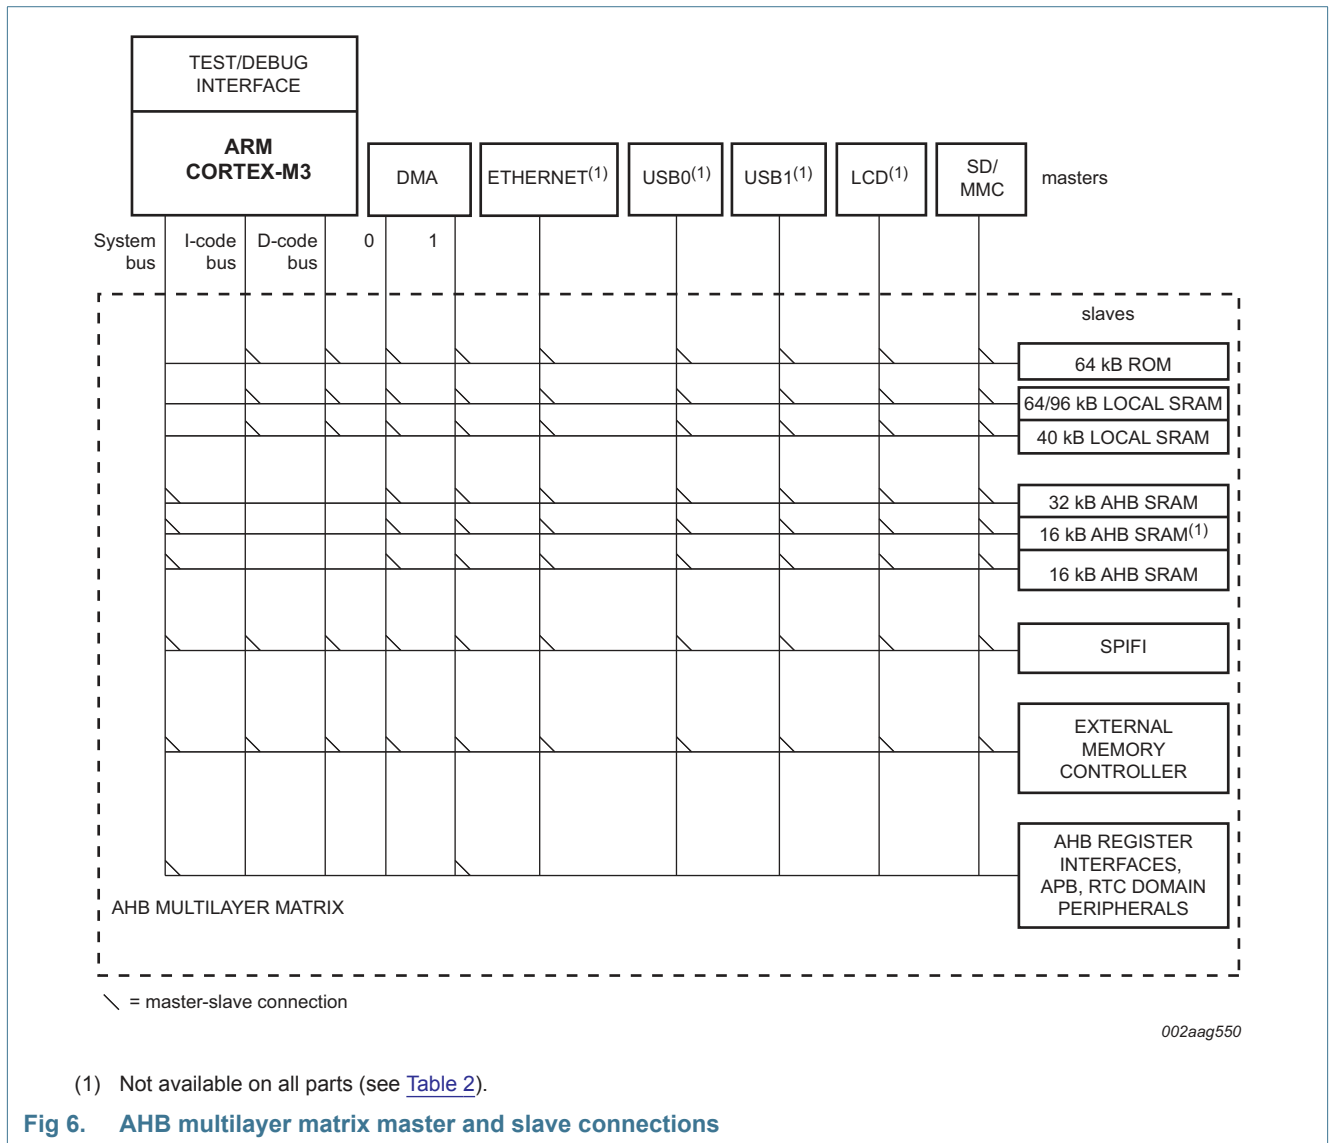 TEST/DEBUG
INTERFACE
ARM
CORTEX-M3
DMA
ETHERNET(1)
USB0(1)
USB1(1)
LCD(1)
SD/
MMC
masters
System
bus
I-code
bus
D-code
bus
0
1
slaves
64 kB ROM
64/96 kB LOCAL SRAM
40 kB LOCAL SRAM
32 kB AHB SRAM
16 kB AHB SRAM(1)
16 kB AHB SRAM
SPIFI
EXTERNAL
MEMORY
CONTROLLER
AHB REGISTER
INTERFACES,
APB, RTC DOMAIN
PERIPHERALS
AHB MULTILAYER MATRIX
= master-slave connection
002aag550
(1) Not available on all parts (see Table 2).
Fig 6. AHB multilayer matrix master and slave connections